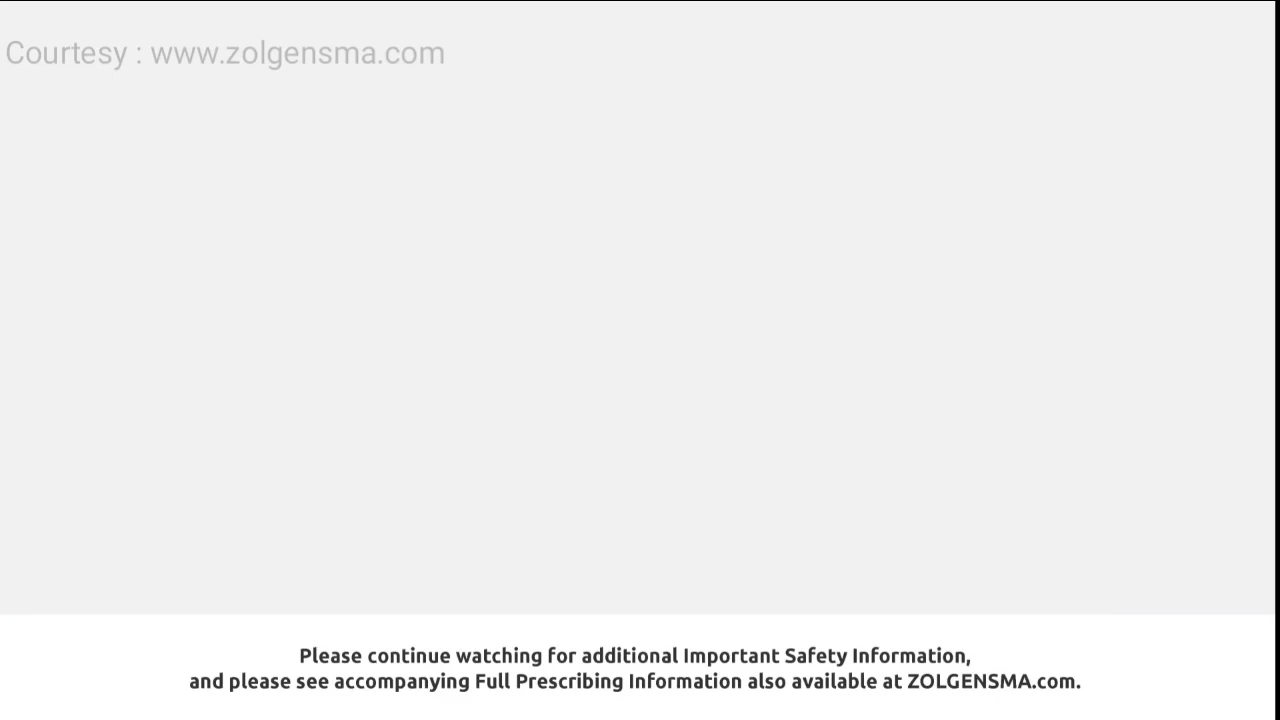 Courtesy : www.zolgensma.com
Please continue watching for additional Important Safety Information,
and please see accompanying Full Prescribing Information also available at ZOLGENSMA.com.